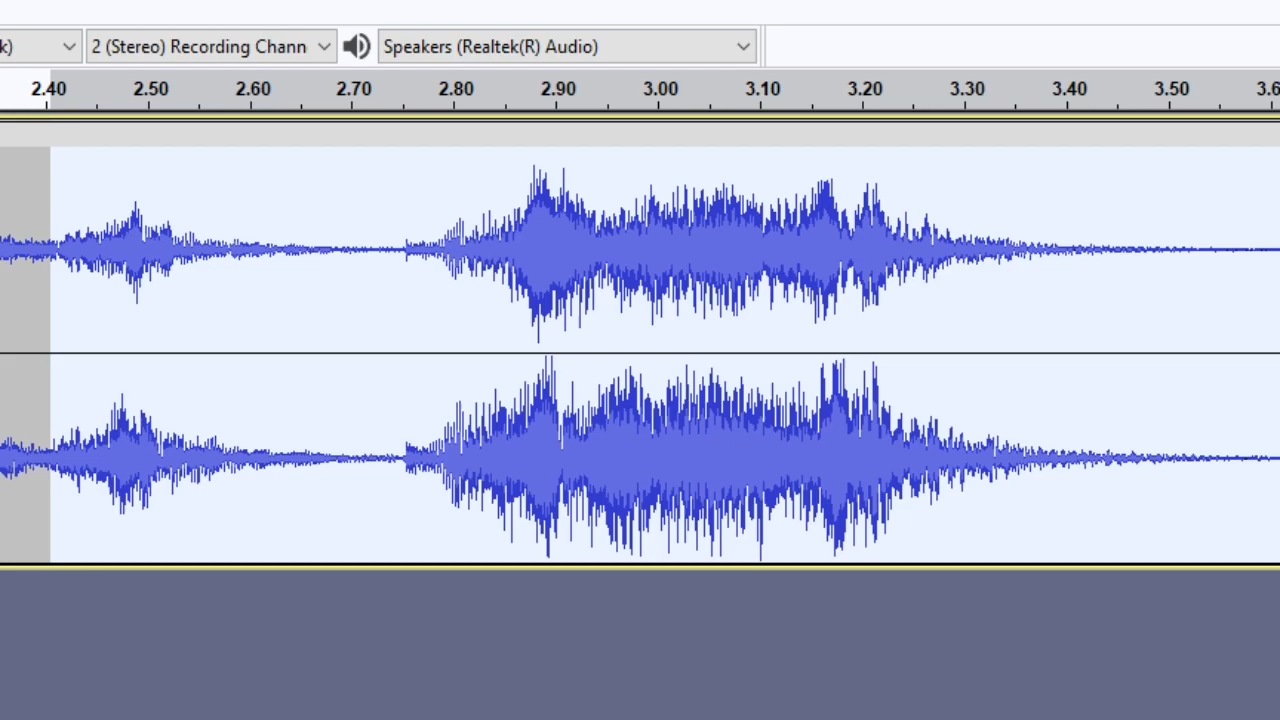 k) 2 (Stereo) Recording Chann Speakers (Realtek(R) Audio)
2.40 2.50 2.60 2.70 2.80 2.90 3.00 3.10 3.20 3.30 3.40 3.50 3.6